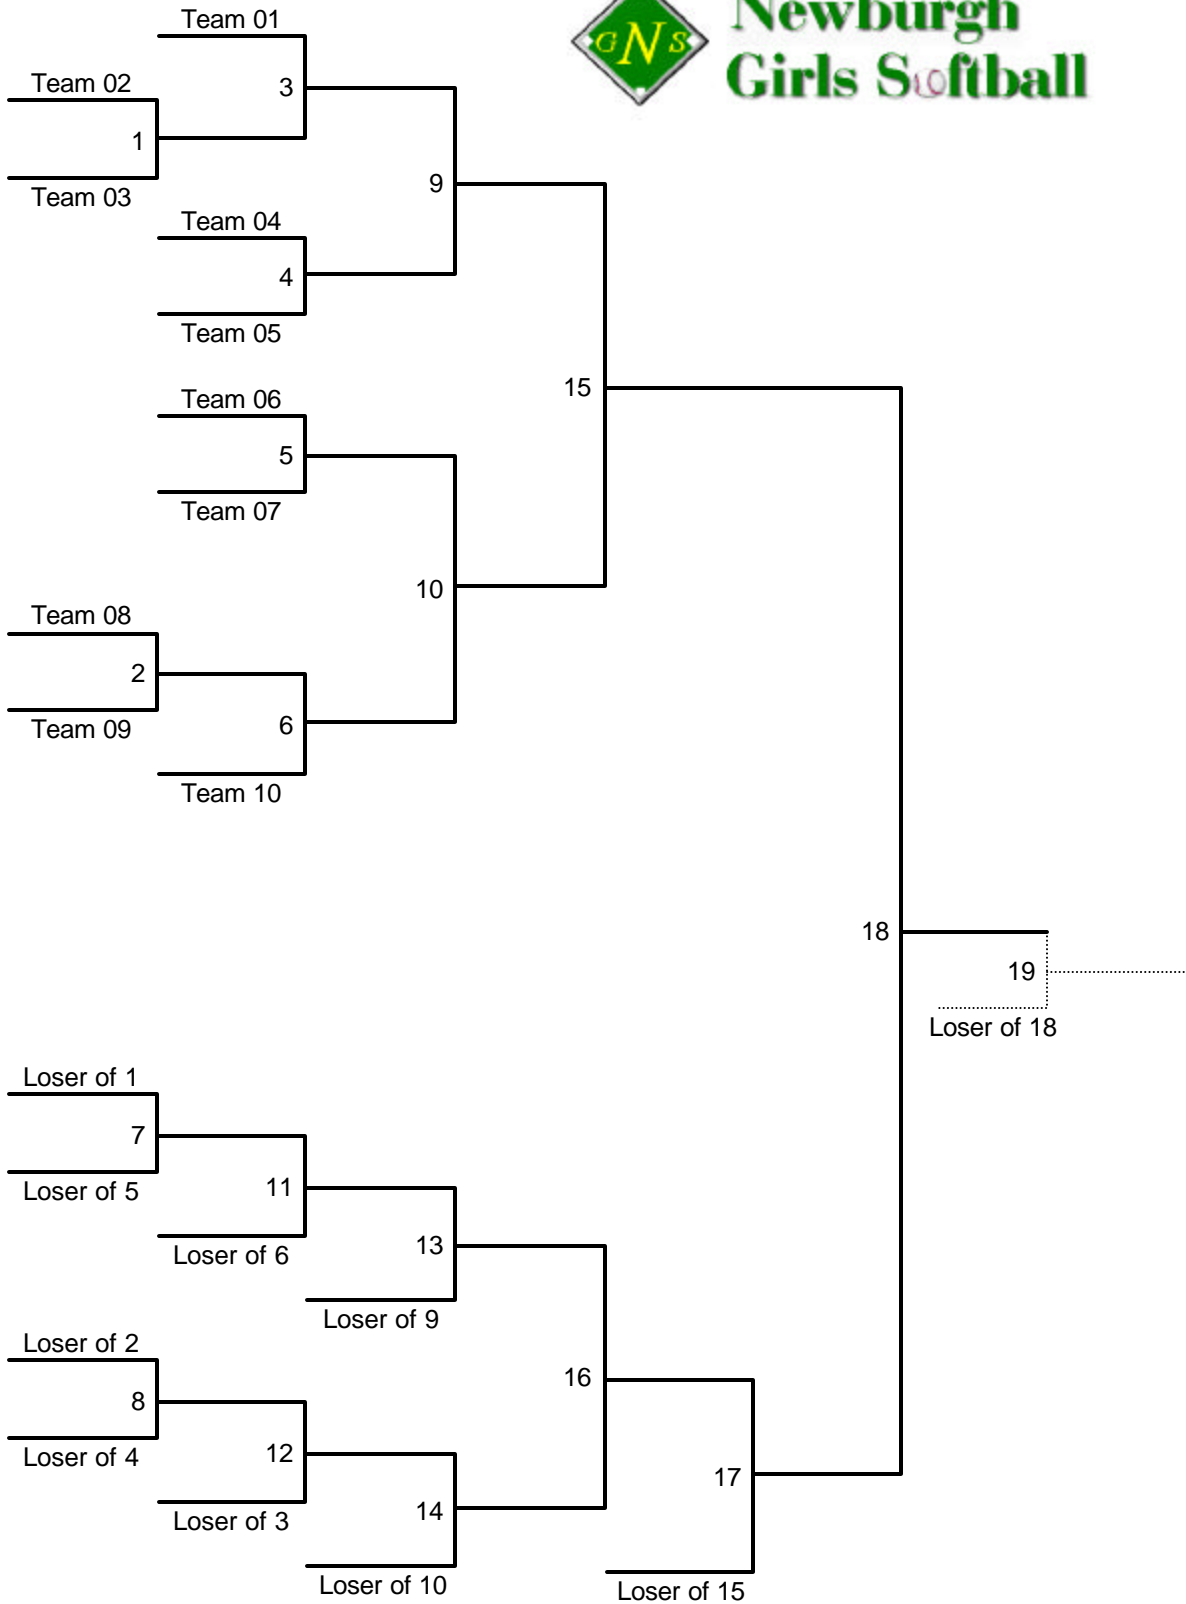 Newburgh
Girls Softball
GNS
Team 01
Team 02
3
1
Team 03
9
Team 04
4
Team 05
15
Team 06
5
Team 07
10
Team 08
2
Team 09
6
Team 10
18
19
Loser of 18
Loser of 1
7
Loser of 5
11
Loser of 6
13
Loser of 9
Loser of 2
16
8
Loser of 4
12
Loser of 3
17
14
Loser of 10
Loser of 15